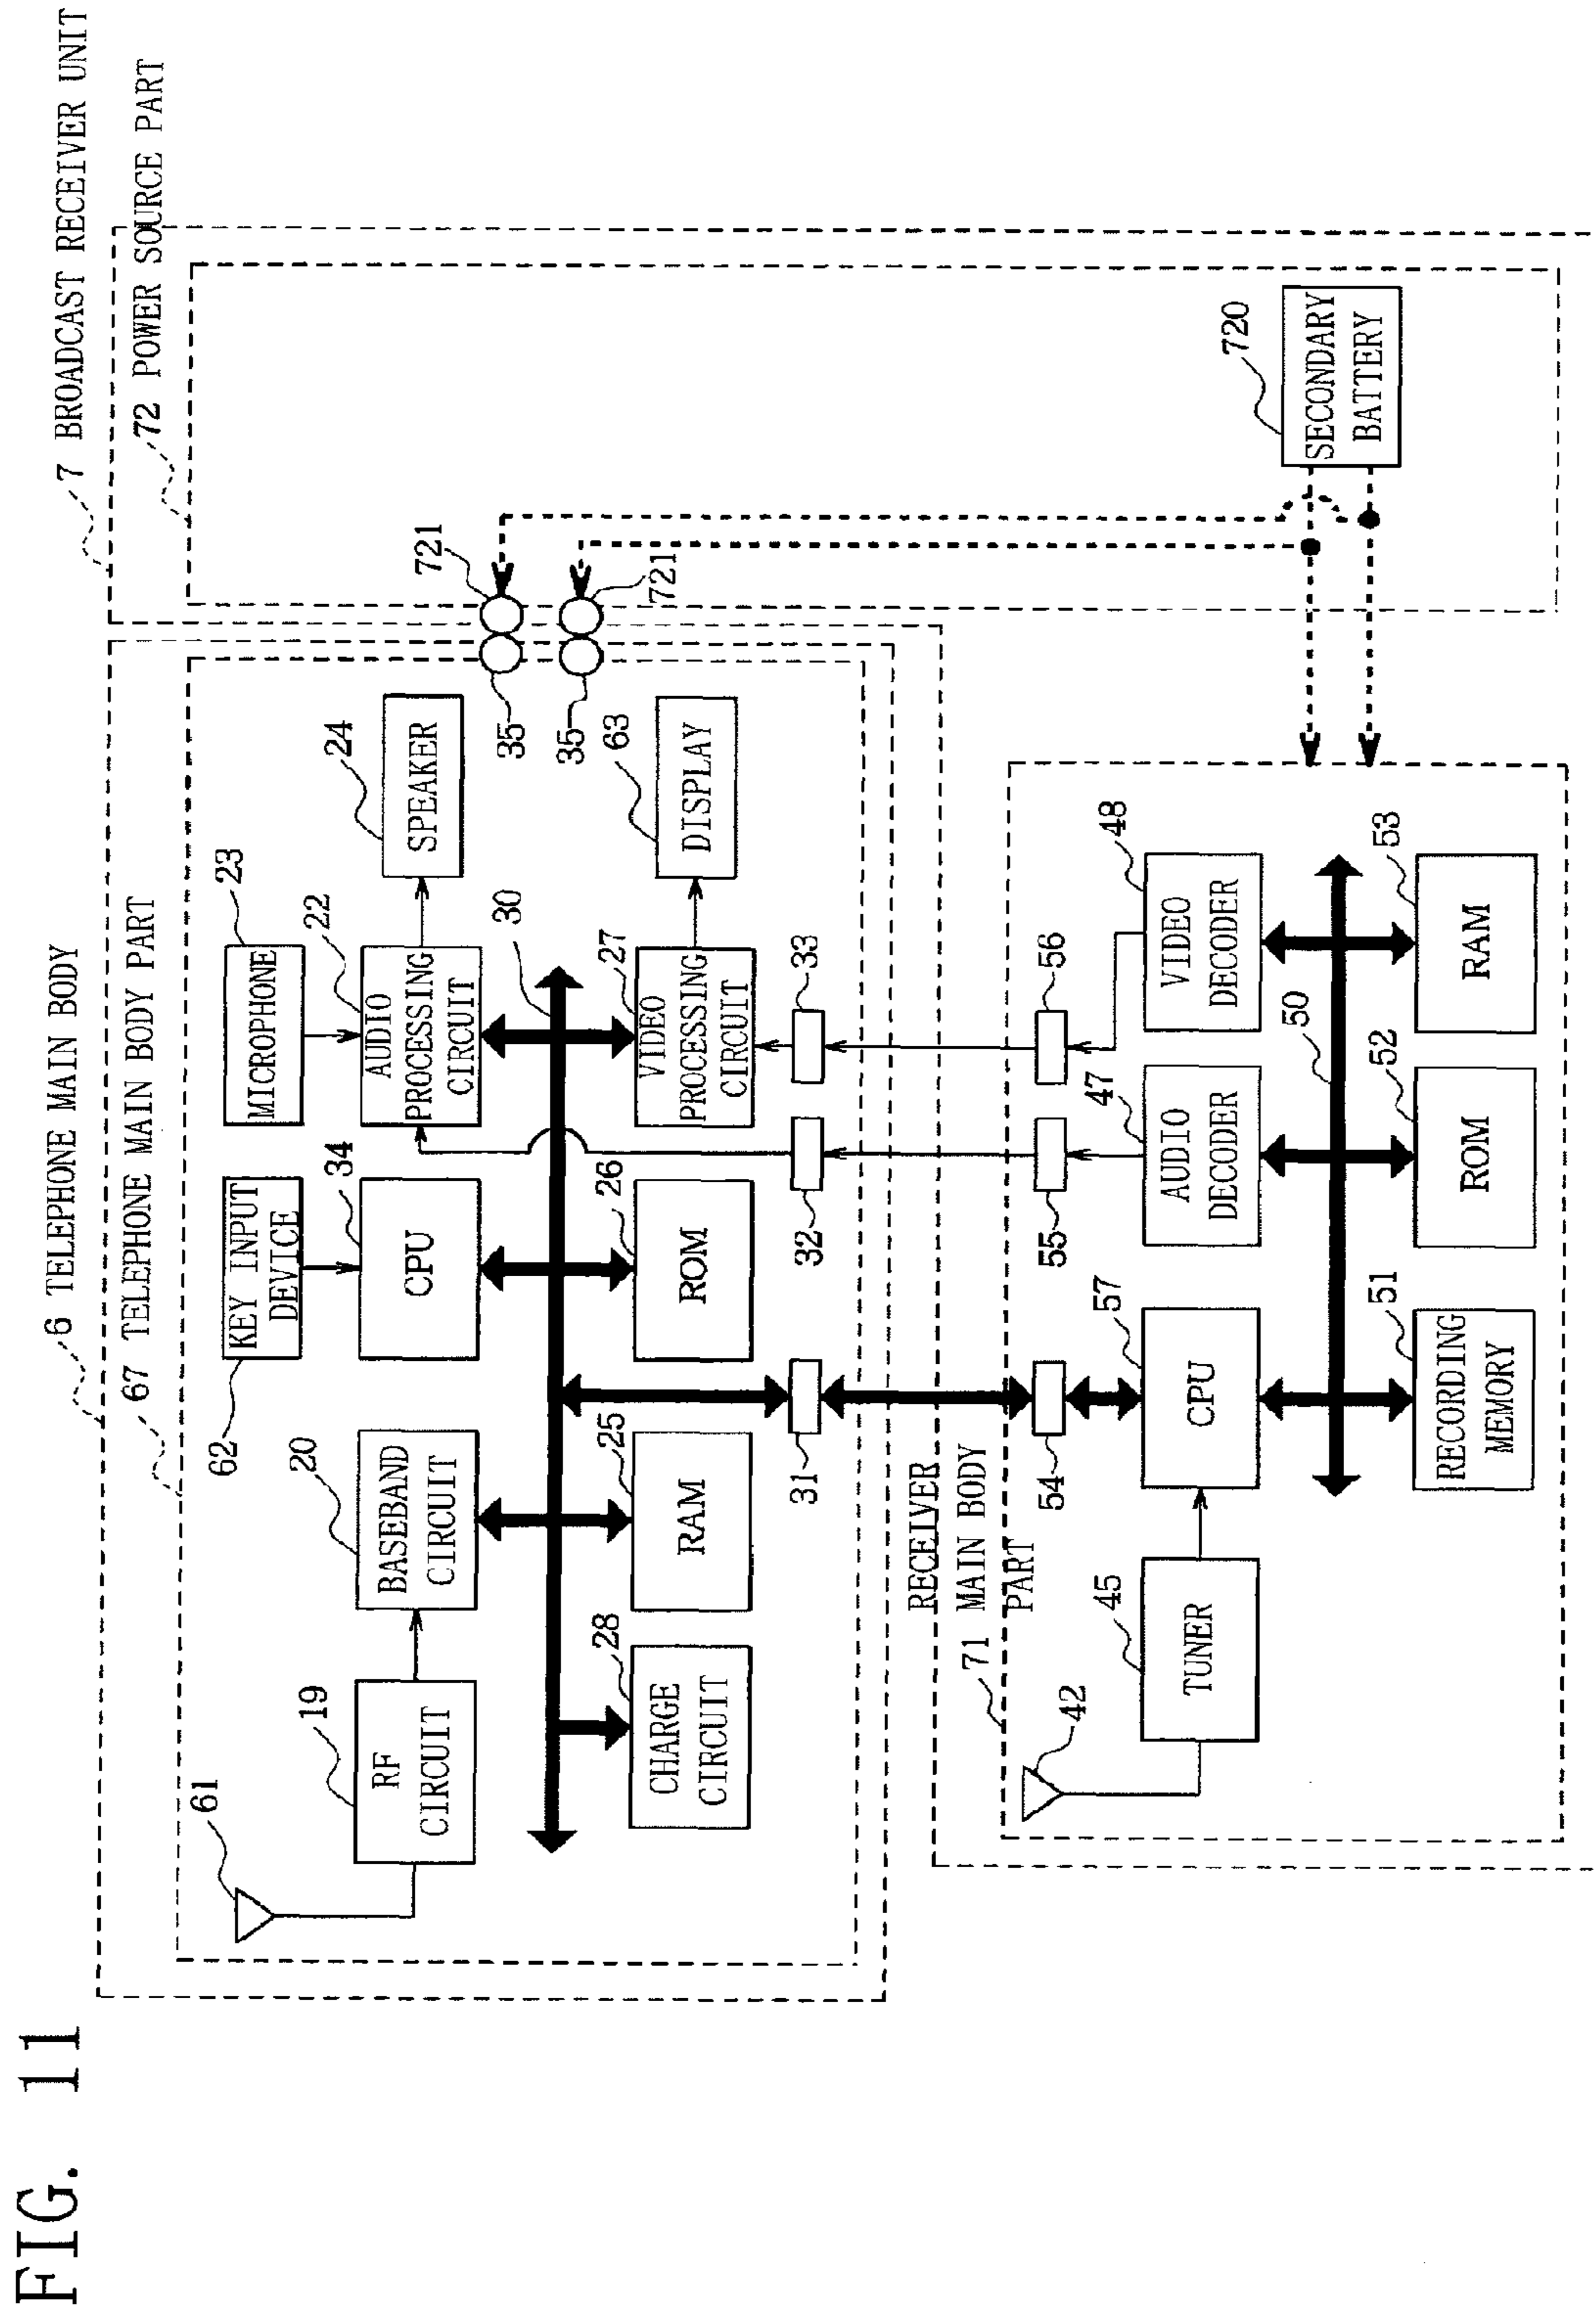 FIG. 11
6 TELEPHONE MAIN BODY
67 TELEPHONE MAIN BODY PART
7 BROADCAST RECEIVER UNIT
72 POWER SOURCE PART
61
19
RF
CIRCUIT
20
BASEBAND
CIRCUIT
62
KEY INPUT
DEVICE
34
CPU
23
MICROPHONE
22
AUDIO
PROCESSING
CIRCUIT
24
SPEAKER
28
CHARGE
CIRCUIT
25
RAM
26
ROM
30
27
VIDEO
PROCESSING
CIRCUIT
63
DISPLAY
35
35
721
721
31
32
33
RECEIVER
71 MAIN BODY
PART
42
45
TUNER
54
57
CPU
55
47
AUDIO
DECODER
56
48
VIDEO
DECODER
50
51
RECORDING
MEMORY
52
ROM
53
RAM
720
SECONDARY
BATTERY